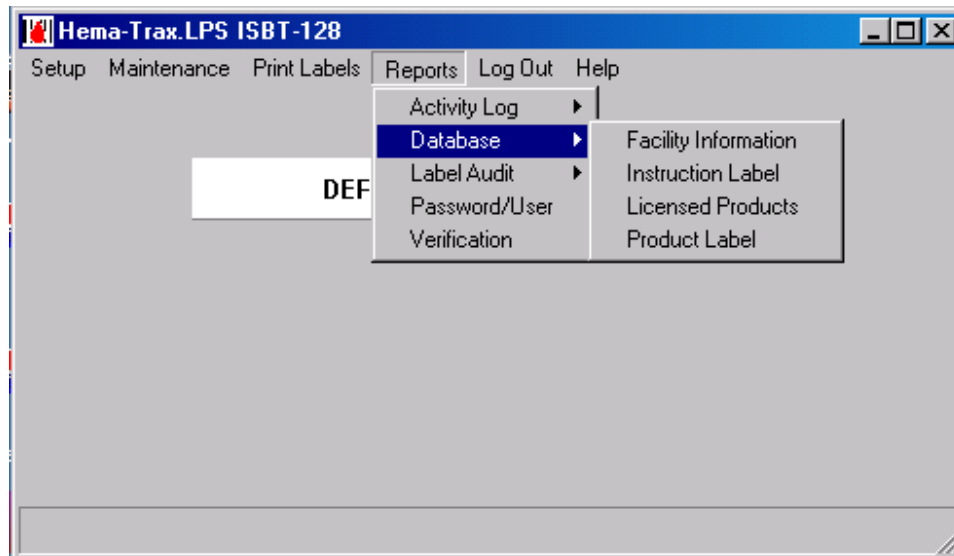 Hema-Trax.LPS ISBT-128
Setup Maintenance Print Labels Reports Log Out Help
Activity Log
Database
Label Audit
Password/User
Verification
Facility Information
Instruction Label
Licensed Products
Product Label
DEF